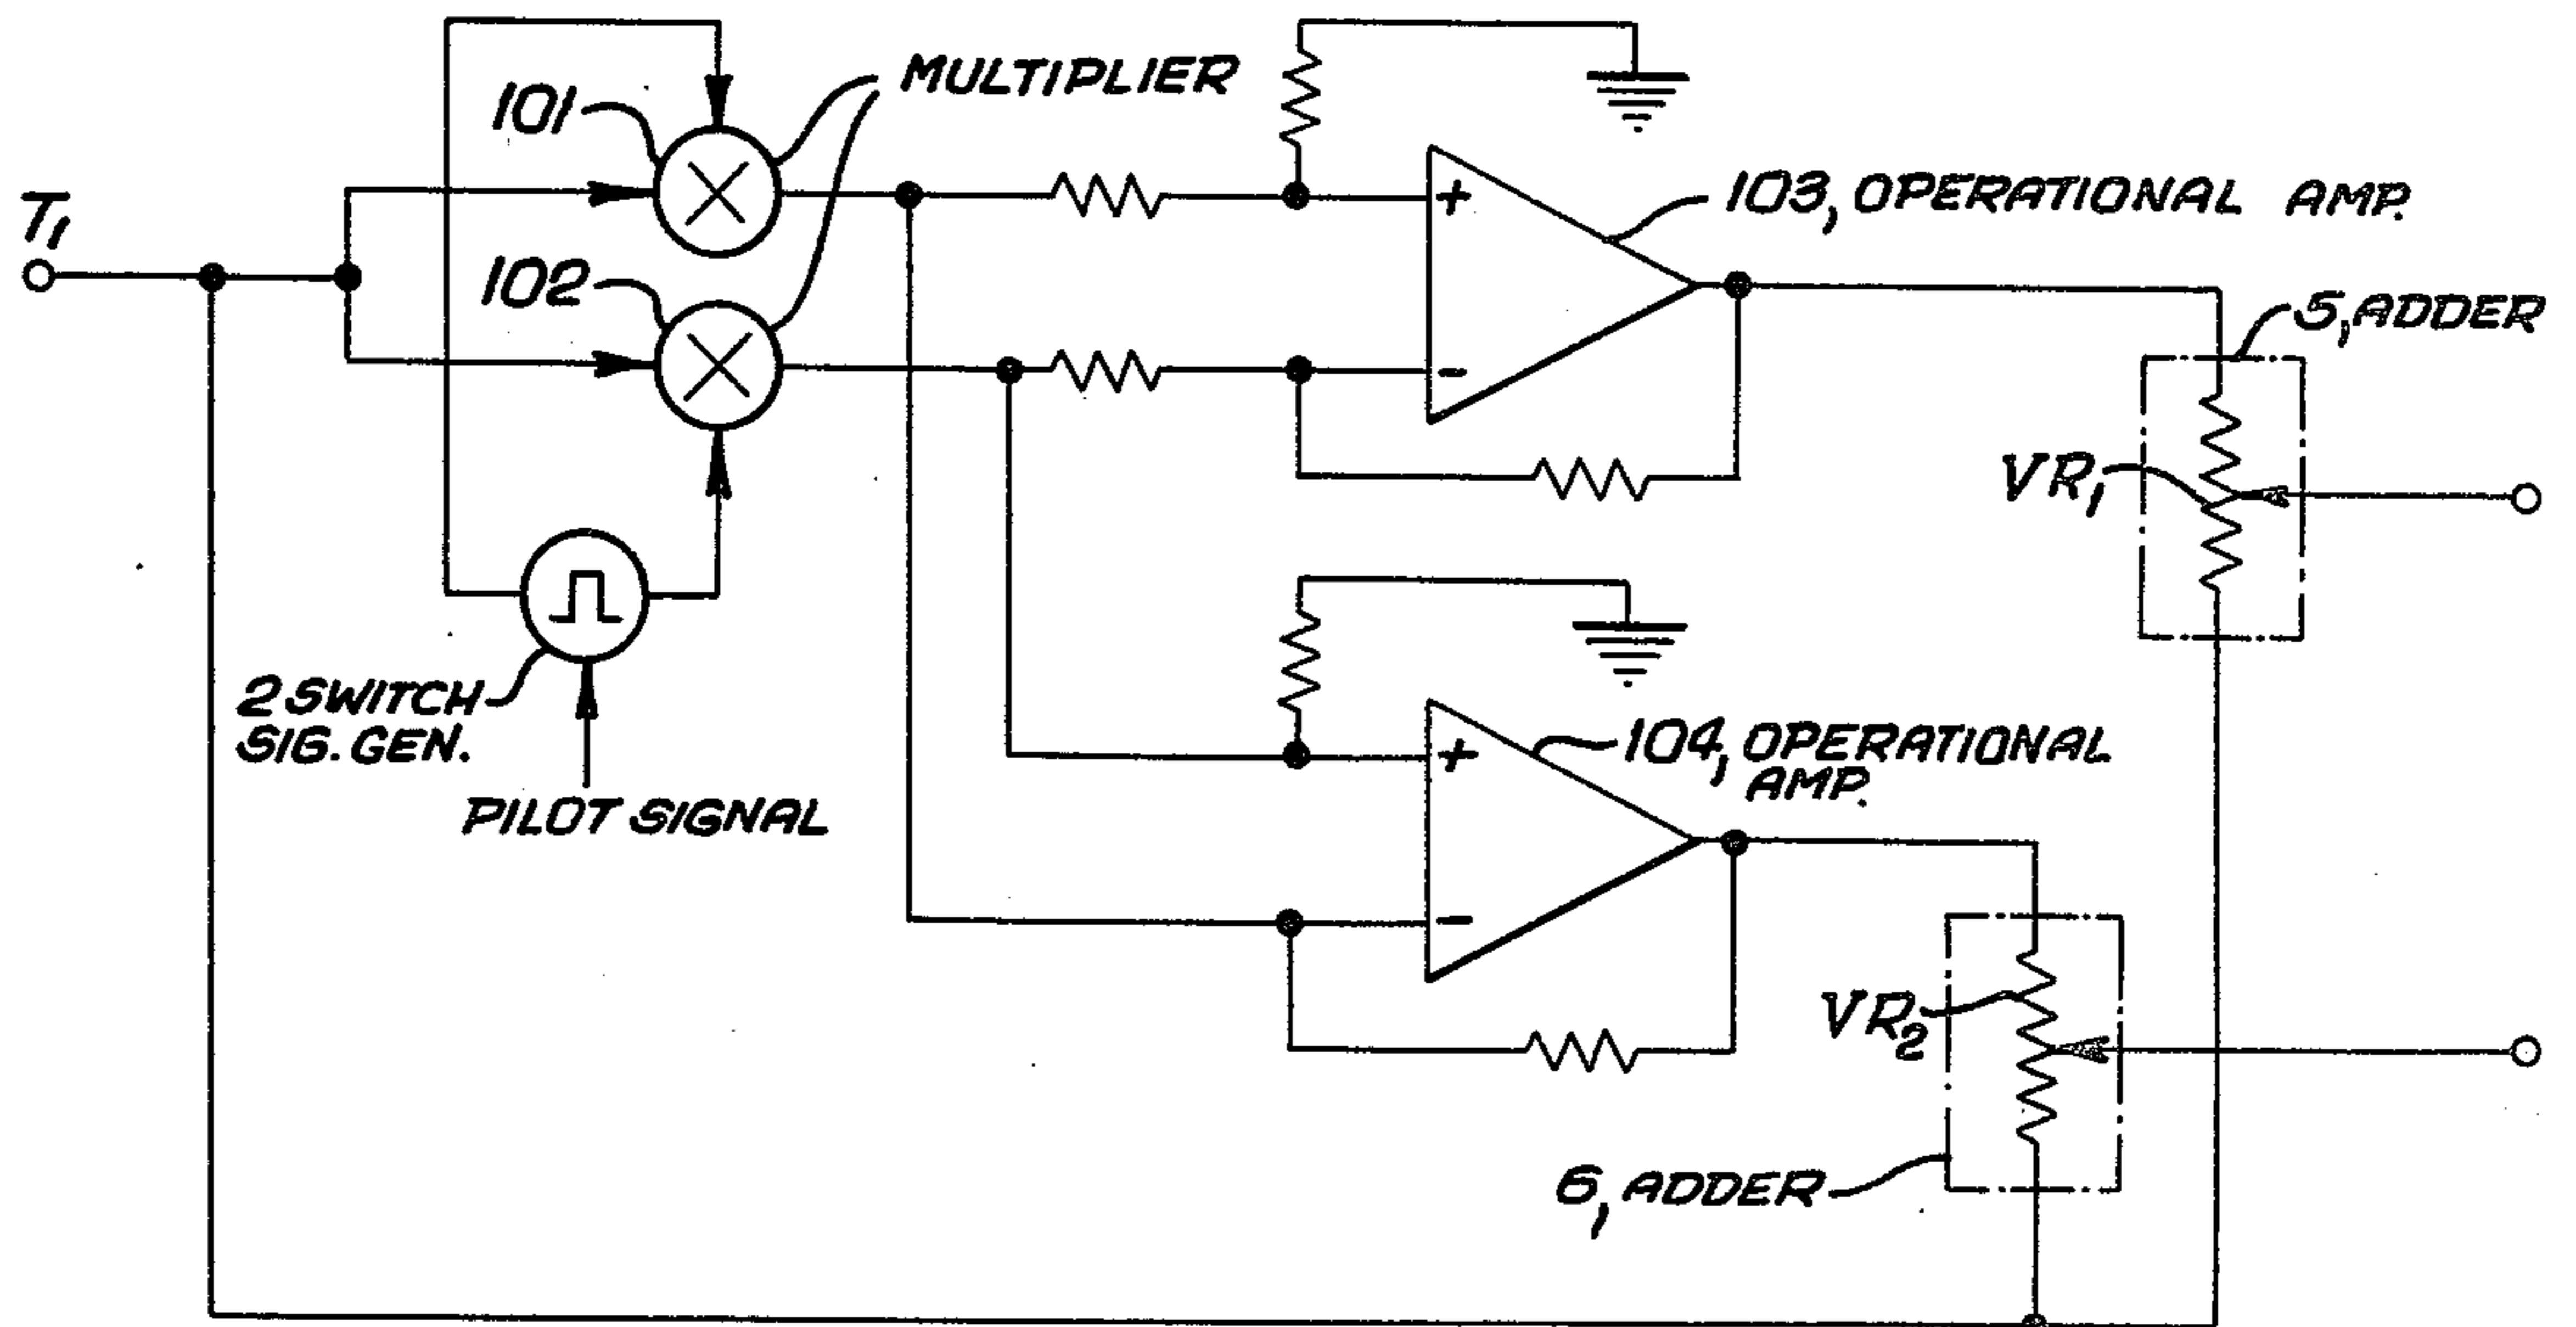 MULTIPLIER
101
T1
103, OPERATIONAL AMP.
102
5, ADDER
VR1
2 SWITCH
SIG. GEN.
PILOT SIGNAL
+
-
104, OPERATIONAL
AMP.
+
-
VR2
6, ADDER